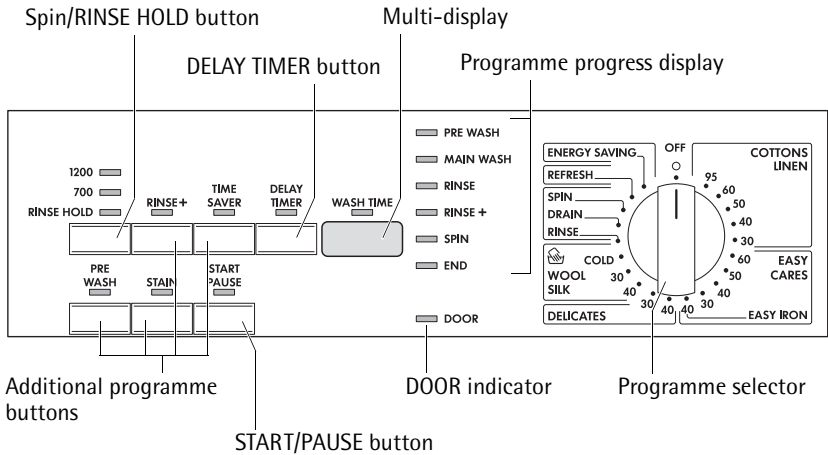 Spin/RINSE HOLD button
Multi-display
DELAY TIMER button
Programme progress display
1200
700
RINSE HOLD
RINSE+
TIME
SAVER
DELAY
TIMER
WASH TIME
PRE
WASH
STAIN
START
PAUSE
PRE WASH
MAIN WASH
RINSE
RINSE +
SPIN
END
DOOR
OFF
ENERGY SAVING
REFRESH
SPIN
DRAIN
RINSE
COLD
WOOL
SILK
30
40
DELICATES
30
40
COTTONS
LINEN
95
60
50
40
30
EASY
CARES
60
50
40
30
EASY IRON
40
Additional programme
buttons
DOOR indicator
Programme selector
START/PAUSE button